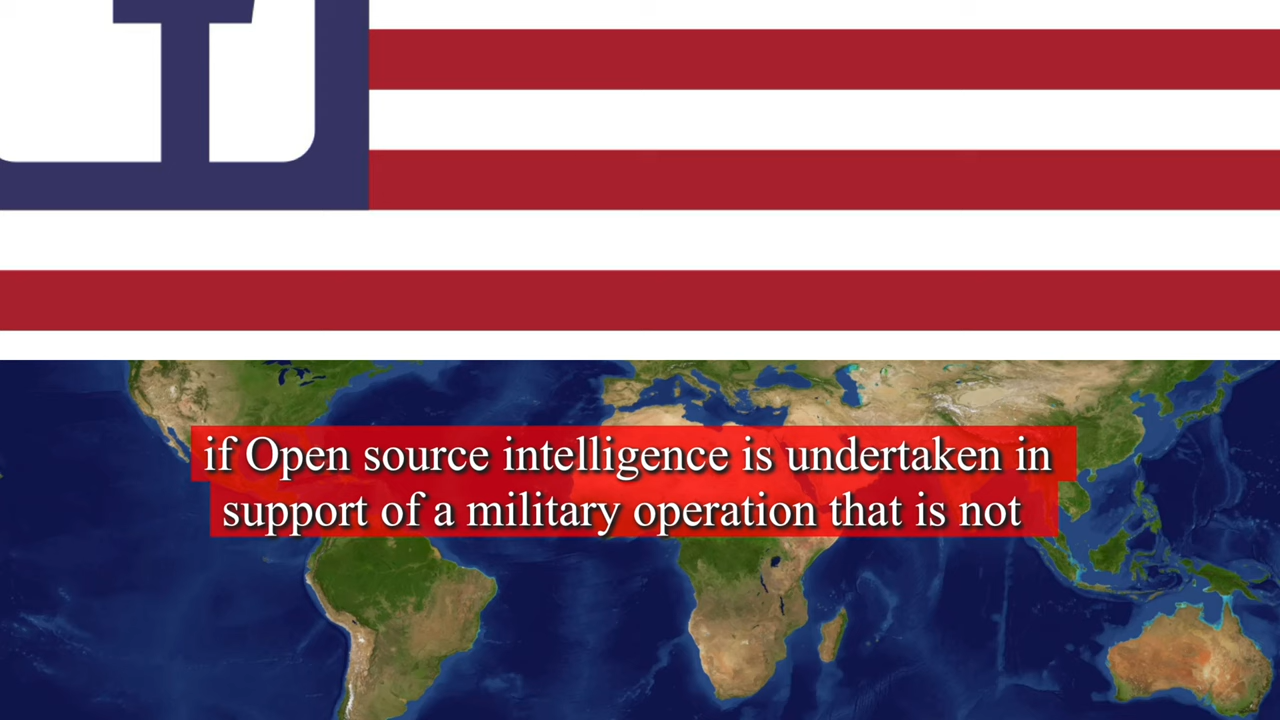 if Open source intelligence is undertaken in
support of a military operation that is not